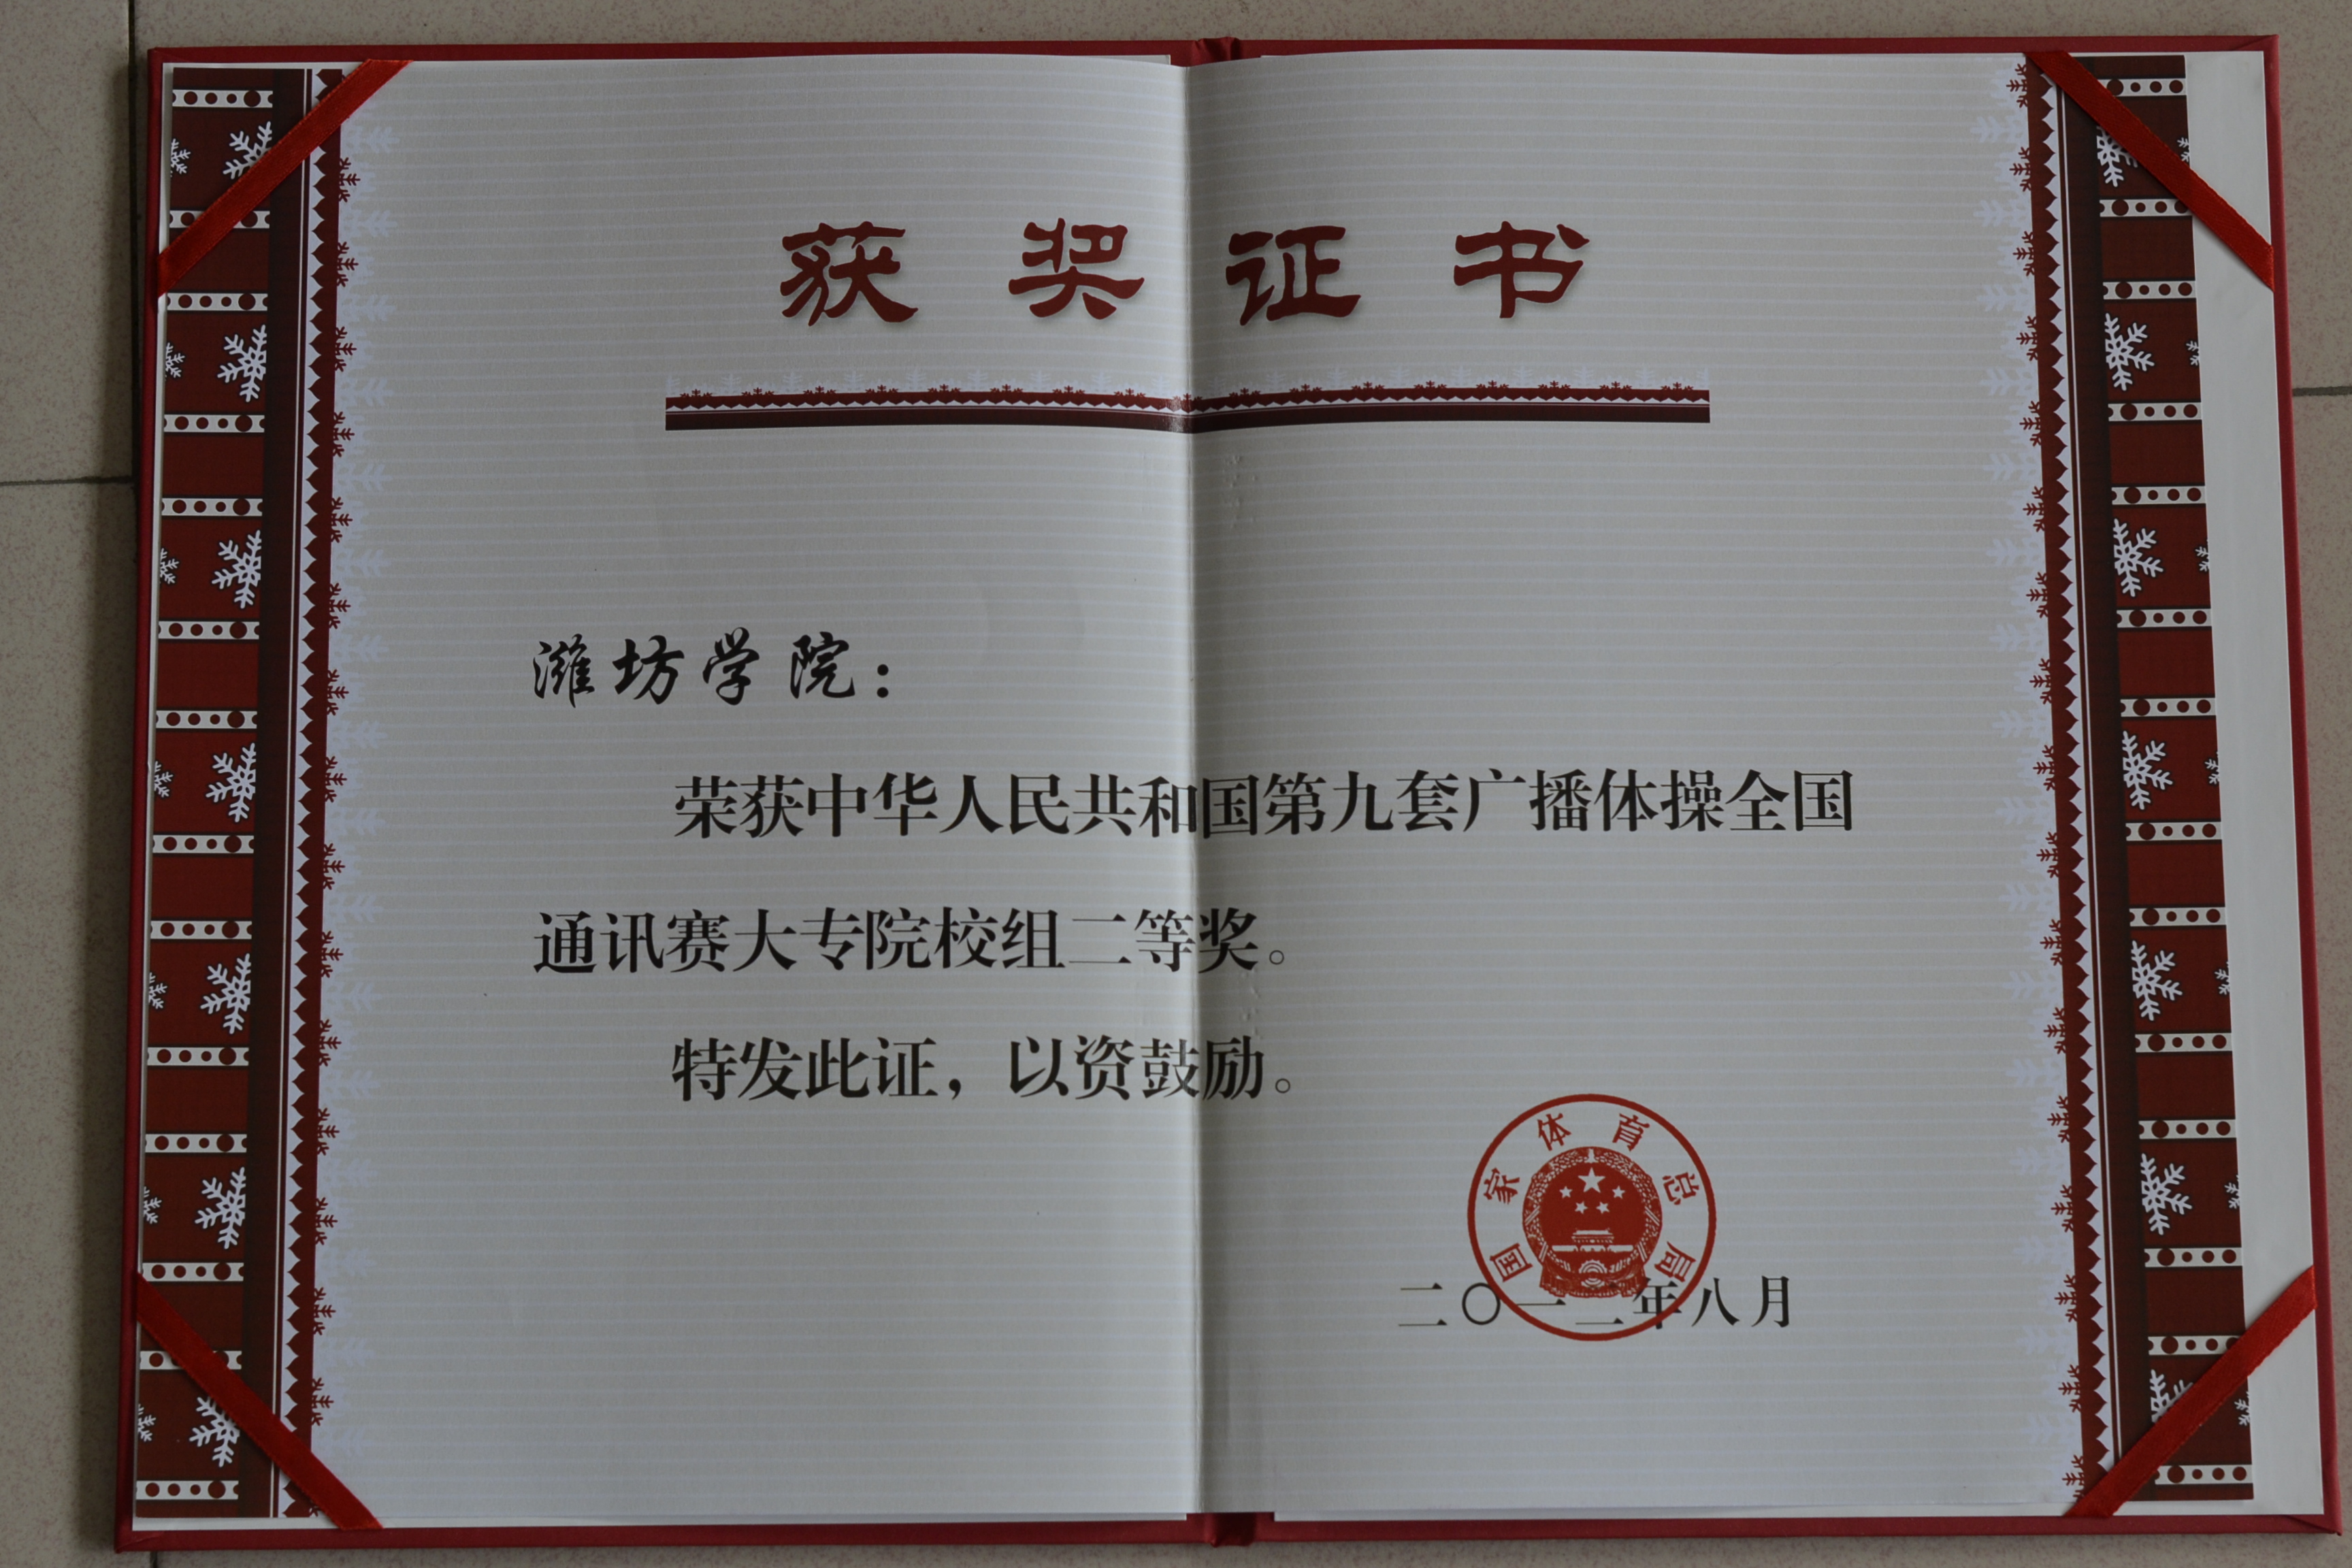 获奖证书
潍坊学院：
荣获中华人民共和国第九套广播体操全国
通讯赛大专院校组二等奖。
特发此证，以资鼓励。
国家体育总局
二〇一二年八月